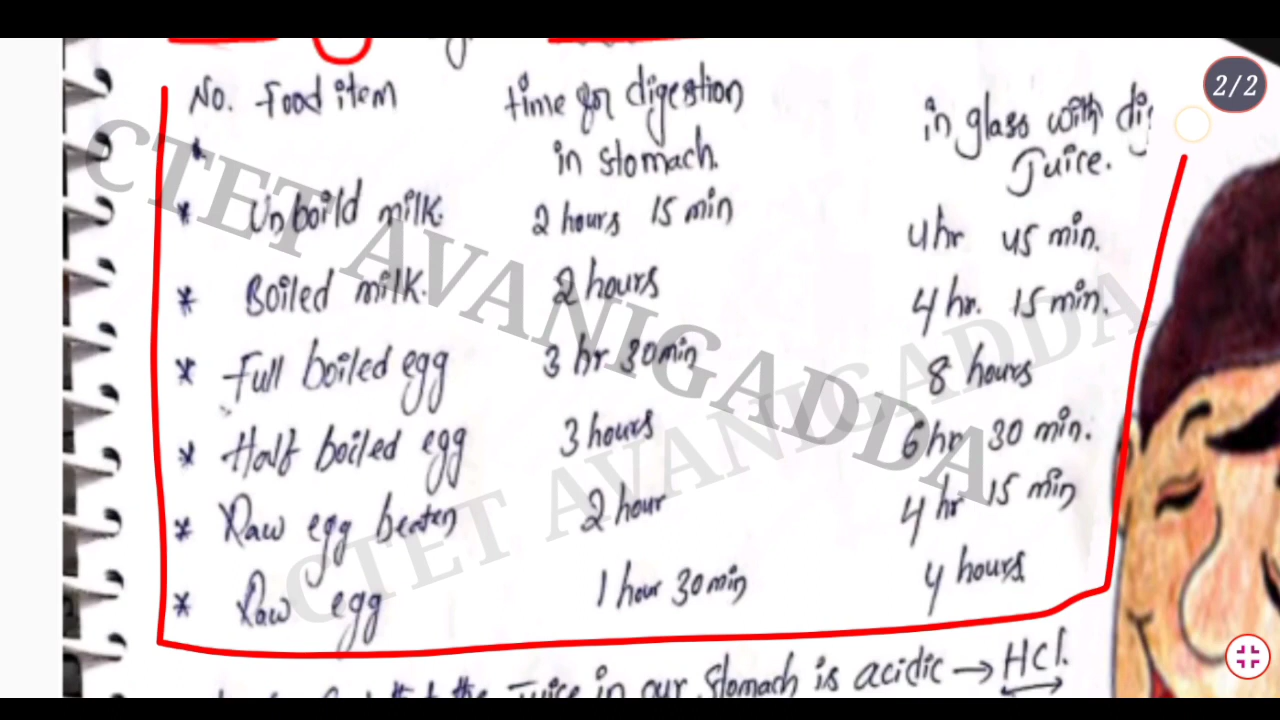 2/2
No. Food item time for digestion in stomach. in glass with dig Juice.
* Unboild milk. 2 hours 15 min 4 hr 45 min.
* Boiled milk. 2 hours 4 hr. 15 min.
* Full boiled egg 3 hr 30 min 8 hours
* Half boiled egg 3 hours 6 hr 30 min.
* Raw egg beaten 2 hour 4 hr 15 min
* Raw egg 1 hour 30 min 4 hours
the Juice in our stomach is acidic → HCl.
CTET AVANIGADDA
CTET AVANIGADDA